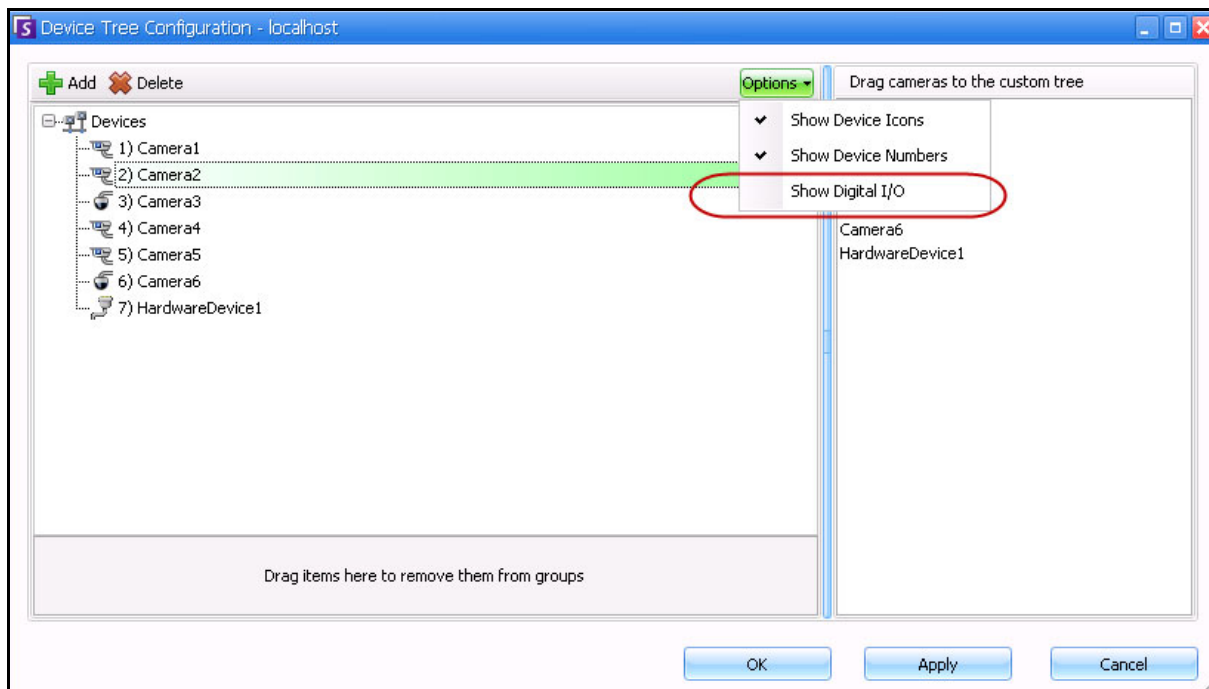 Device Tree Configuration - localhost
Add Delete Options Drag cameras to the custom tree
Devices
1) Camera1
2) Camera2
3) Camera3
4) Camera4
5) Camera5
6) Camera6
7) HardwareDevice1
Show Device Icons
Show Device Numbers
Show Digital I/O
Camera6
HardwareDevice1
Drag items here to remove them from groups
OK Apply Cancel